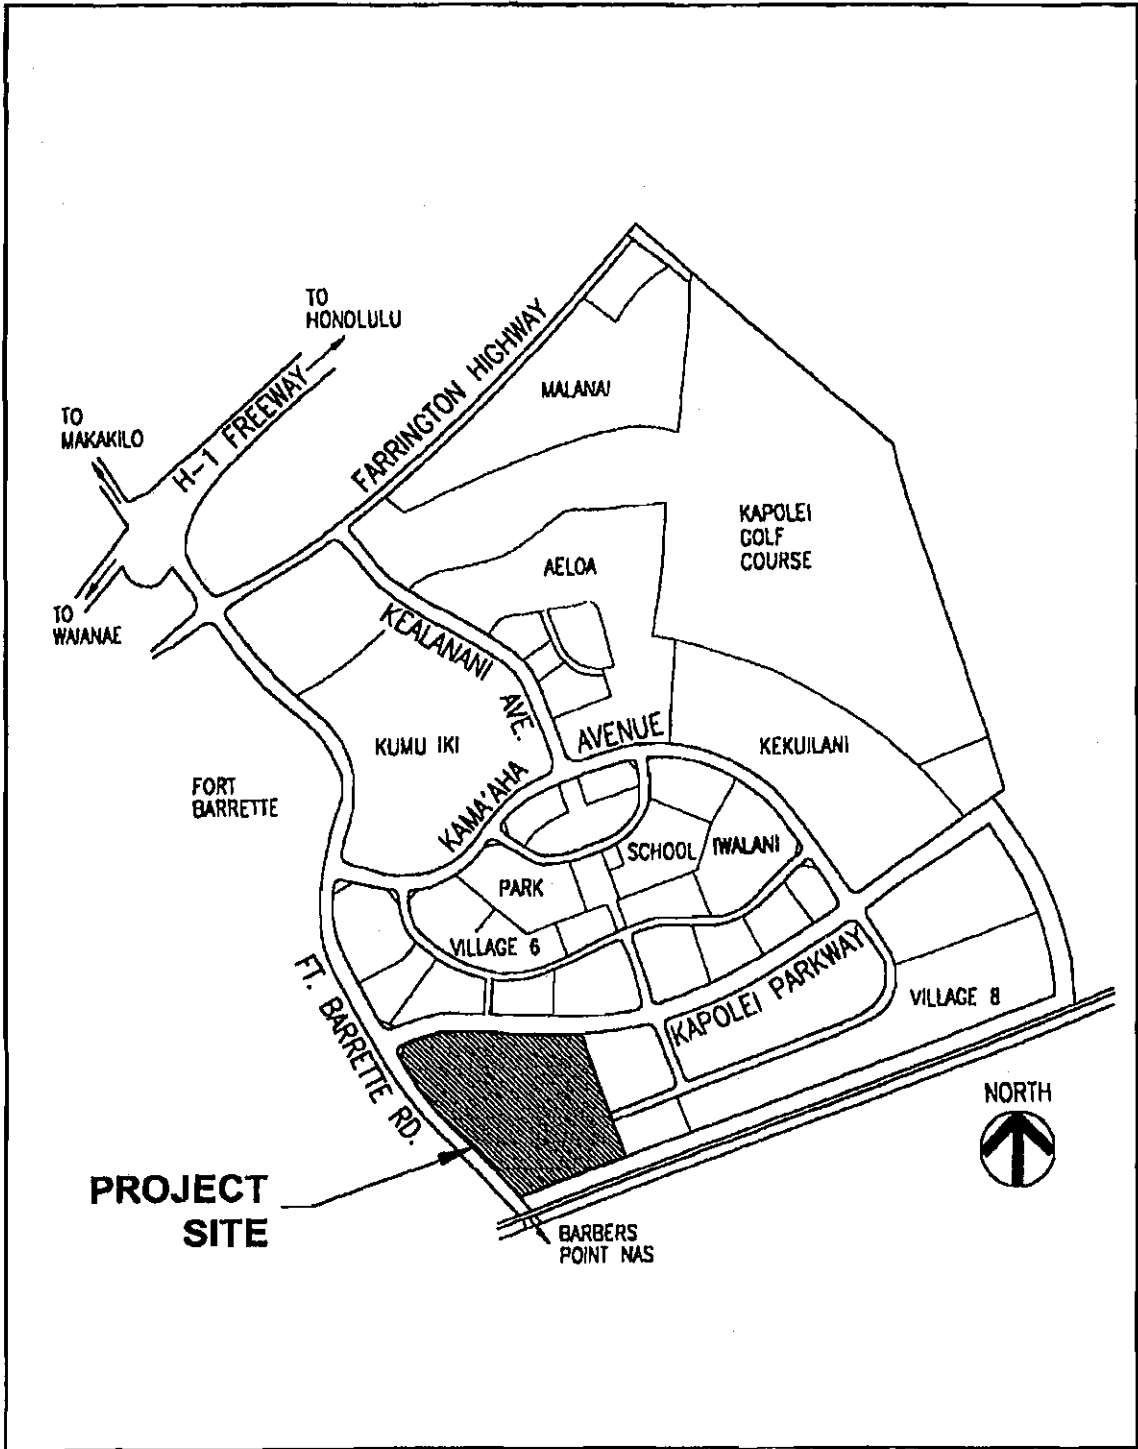 TO
HONOLULU
FARRINGTON HIGHWAY
H-1 FREEWAY
TO
MAKAKILO
MALANAI
KAPOLEI
GOLF
COURSE
AELOA
TO
WAIANAE
KEALANANI AVE.
KAMA'AHA AVENUE
KUMU IKI
KEKUILANI
FORT
BARRETTE
SCHOOL
IWALANI
PARK
VILLAGE 6
FT. BARRETTE RD.
KAPOLEI PARKWAY
VILLAGE 8
NORTH
PROJECT
SITE
BARBERS
POINT NAS